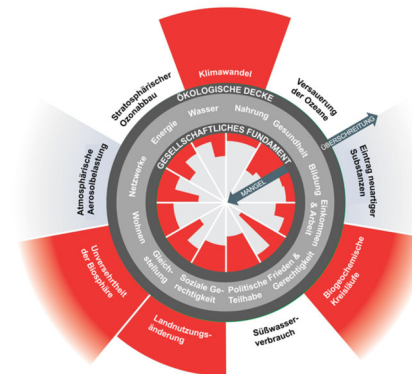 Klimawandel
ÖKOLOGISCHE DECKE
Stratosphärischer
Ozonabbau
Versauerung
der Ozeane
ÜBERSCHREITUNG
Eintrag neuartiger
Substanzen
Biogeochemische
Kreisläufe
Süßwasser-
verbrauch
Landnutzungs-
änderung
Unversehrtheit
der Biosphäre
Atmosphärische
Aerosolbelastung
Wasser
Nahrung
Gesundheit
Bildung
Einkommen
& Arbeit
Frieden &
Gerechtigkeit
Politische
Teilhabe
Soziale Ge-
rechtigkeit
Gleich-
stellung
Wohnen
Netzwerke
Energie
GESELLSCHAFTLICHES FUNDAMENT
MANGEL